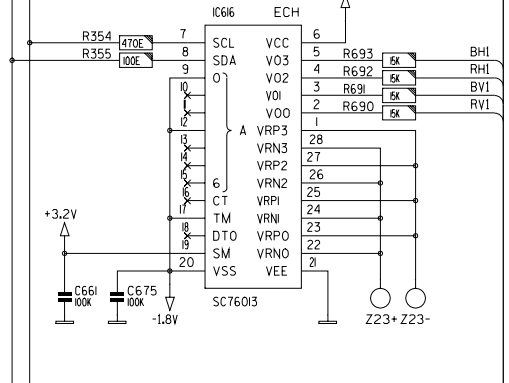 IC616 ECH
R354 470E 7 SCL VCC 6
R355 100E 8 SDA VO3 5 R693 15K BH1
9 0 VO2 4 R692 15K RH1
10 VO1 3 R691 15K BV1
11 VO0 2 R690 15K RV1
12 A VRP3 1
13 VRN3 28
14 VRP2 27
15 6 VRN2 26
16 CT VRP1 25
+3.2V 17 TM VRN1 24
18 DTO VRP0 23
19 SM VRN0 22
20 VSS VEE 21
C661 100K C675 100K
-1.8V SC76013 Z23+ Z23-